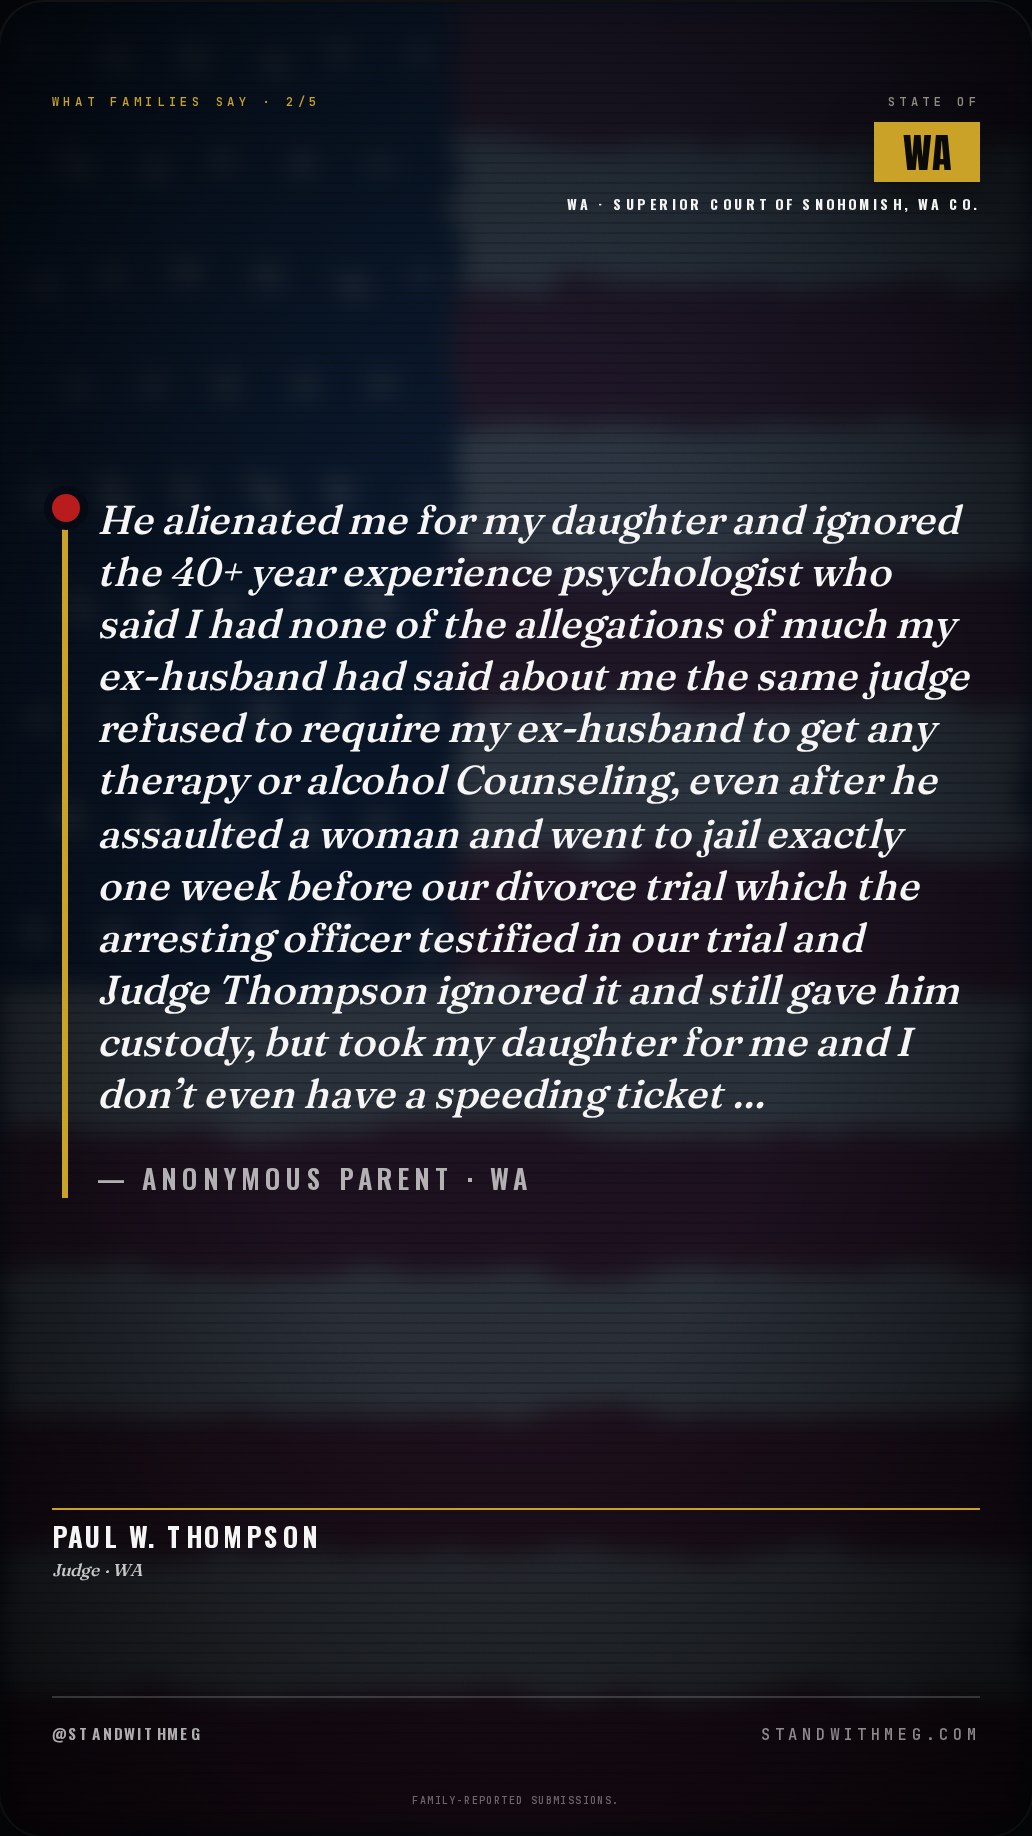 WHAT FAMILIES SAY · 2/5
STATE OF
WA
WA · SUPERIOR COURT OF SNOHOMISH, WA CO.
He alienated me for my daughter and ignored
the 40+ year experience psychologist who
said I had none of the allegations of much my
ex-husband had said about me the same judge
refused to require my ex-husband to get any
therapy or alcohol Counseling, even after he
assaulted a woman and went to jail exactly
one week before our divorce trial which the
arresting officer testified in our trial and
Judge Thompson ignored it and still gave him
custody, but took my daughter for me and I
don’t even have a speeding ticket ...
— ANONYMOUS PARENT · WA
PAUL W. THOMPSON
Judge · WA
@STANDWITHMEG
STANDWITHMEG.COM
FAMILY-REPORTED SUBMISSIONS.